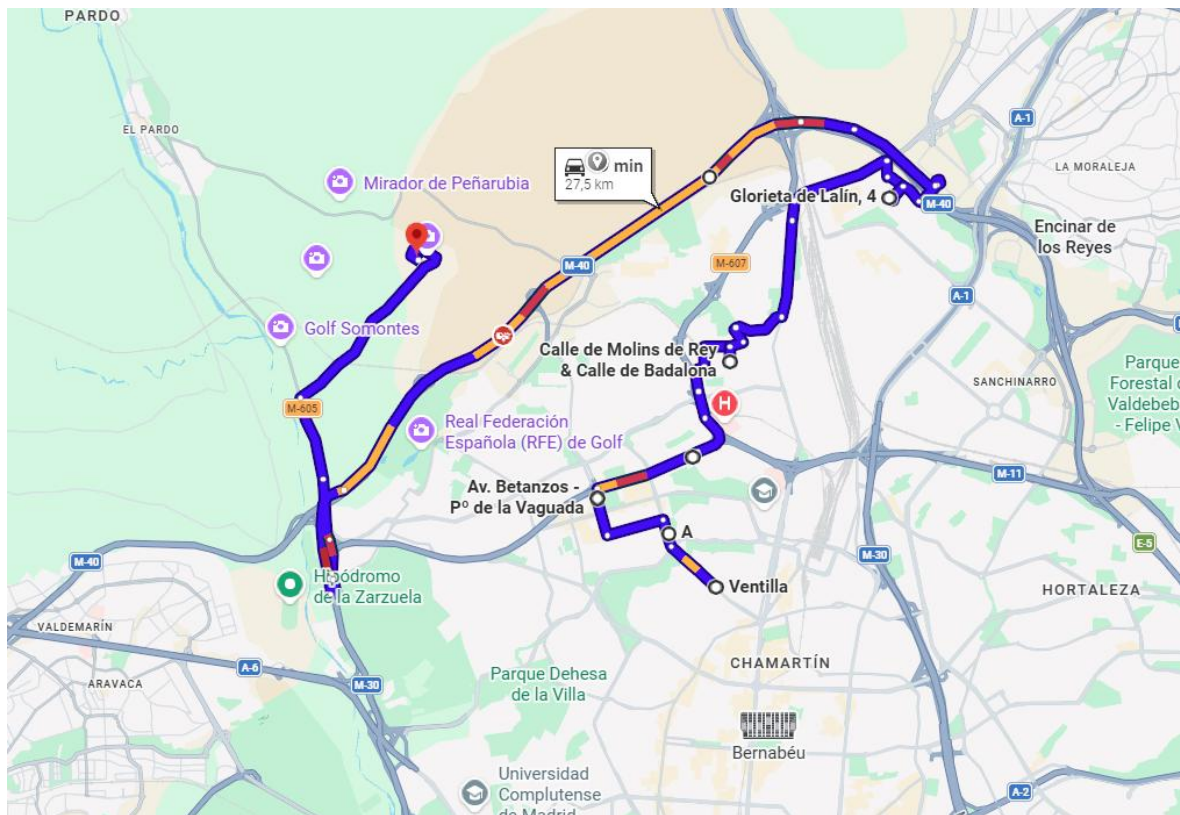 PARDO
EL PARDO
Mirador de Peñarubia
Golf Somontes
M-605
min
27,5 km
M-40
M-607
Glorieta de Lalín, 4
M-40
A-1
LA MORALEJA
Encinar de
los Reyes
A-1
Calle de Molins de Rey
& Calle de Badalona
H
SANCHINARRO
Parque
Forestal d
Valdebeb
- Felipe V
Real Federación
Española (RFE) de Golf
Av. Betanzos -
Pº de la Vaguada
M-11
A
E-5
M-40
M-30
Hipódromo
de la Zarzuela
Ventilla
HORTALEZA
VALDEMARÍN
A-6
ARAVACA
M-30
Parque Dehesa
de la Villa
CHAMARTÍN
Bernabéu
Universidad
Complutense
de Madrid
A-2